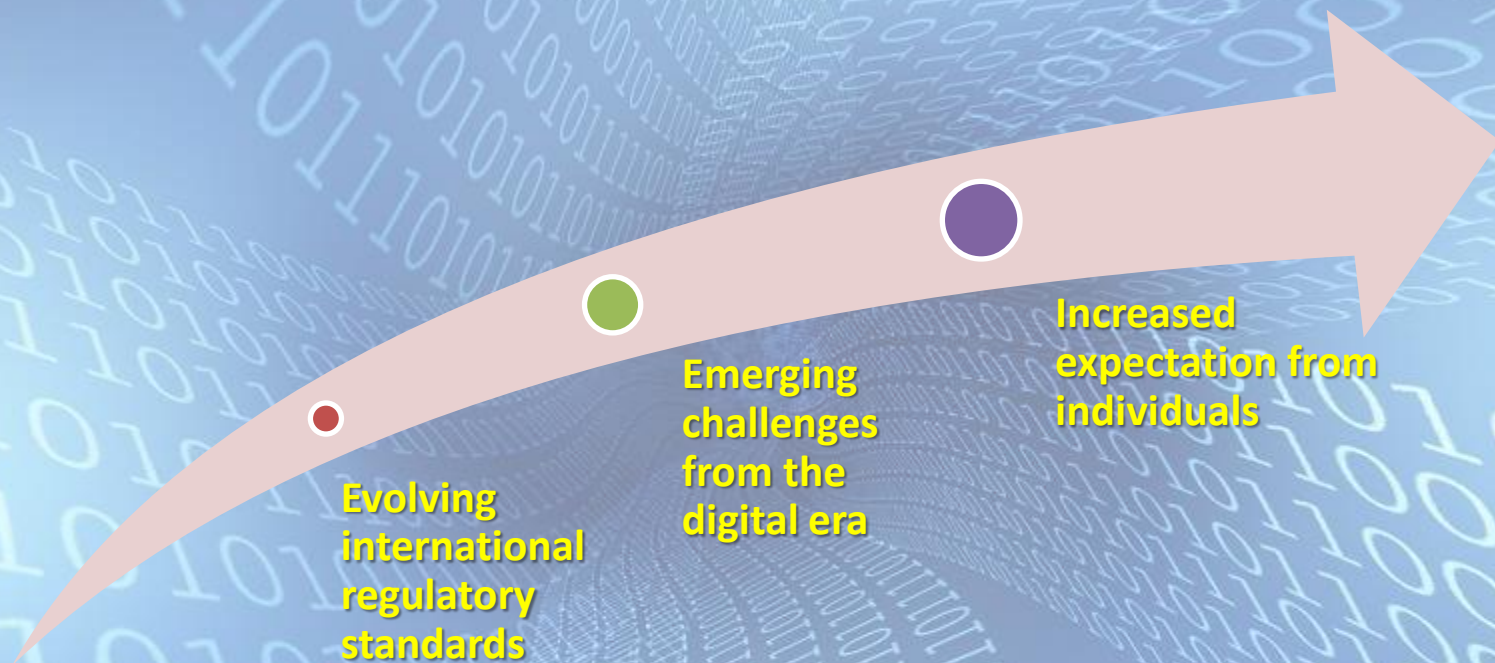 Evolving
international
regulatory
standards
Emerging
challenges
from the
digital era
Increased
expectation from
individuals